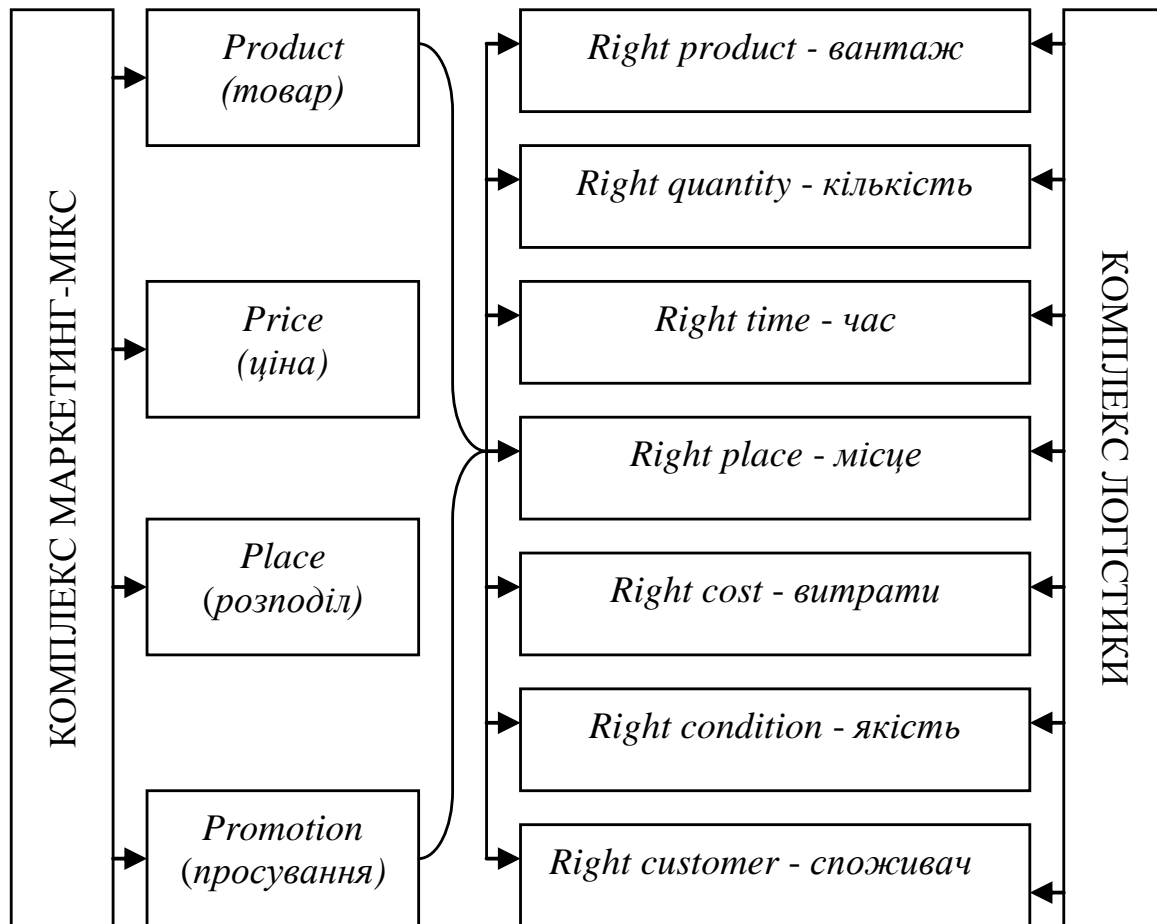 КОМПЛЕКС МАРКЕТИНГ-МІКС
Product
(товар)
Price
(ціна)
Place
(розподіл)
Promotion
(просування)
Right product - вантаж
Right quantity - кількість
Right time - час
Right place - місце
Right cost - витрати
Right condition - якість
Right customer - споживач
КОМПЛЕКС ЛОГІСТИКИ